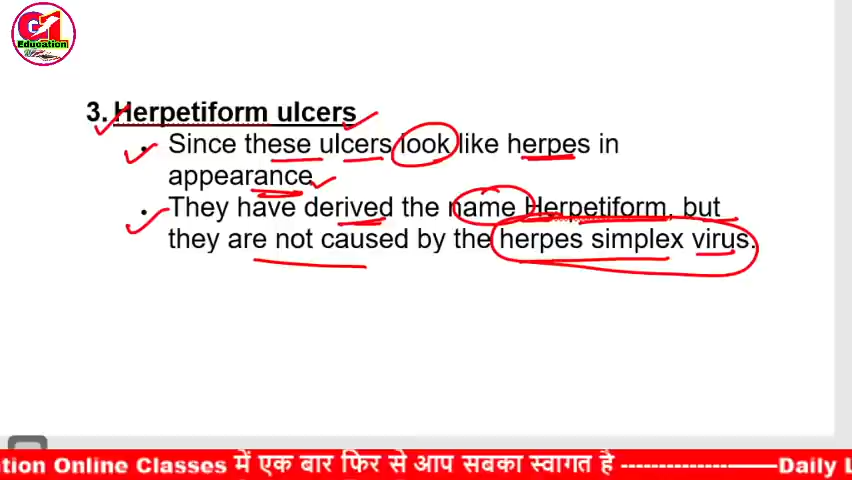 GI
Education
3. Herpetiform ulcers
• Since these ulcers look like herpes in
appearance
• They have derived the name Herpetiform, but
they are not caused by the herpes simplex virus.
tion Online Classes में एक बार फिर से आप सबका स्वागत है ---------------------Daily L